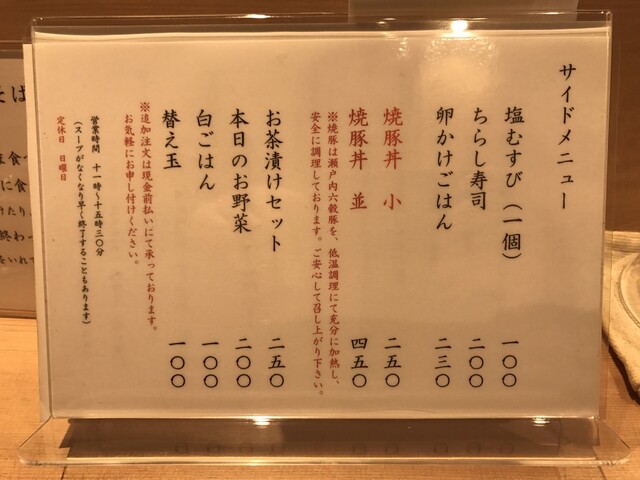 サイドメニュー
塩むすび（一個） 一〇〇
ちらし寿司 二〇〇
卵かけごはん 二三〇
焼豚丼 小 二五〇
焼豚丼 並 四五〇
※焼豚は瀬戸内六穀豚を、低温調理にて充分に加熱し、
安全に調理しております。ご安心して召し上がり下さい。
お茶漬けセット 二五〇
本日のお野菜 二〇〇
白ごはん 一〇〇
替え玉 一〇〇
※追加注文は現金前払いにて承っております。
お気軽にお申し付けください。
営業時間 十一時～十五時三〇分
（スープがなくなり早く終了することもあります）
定休日 日曜日